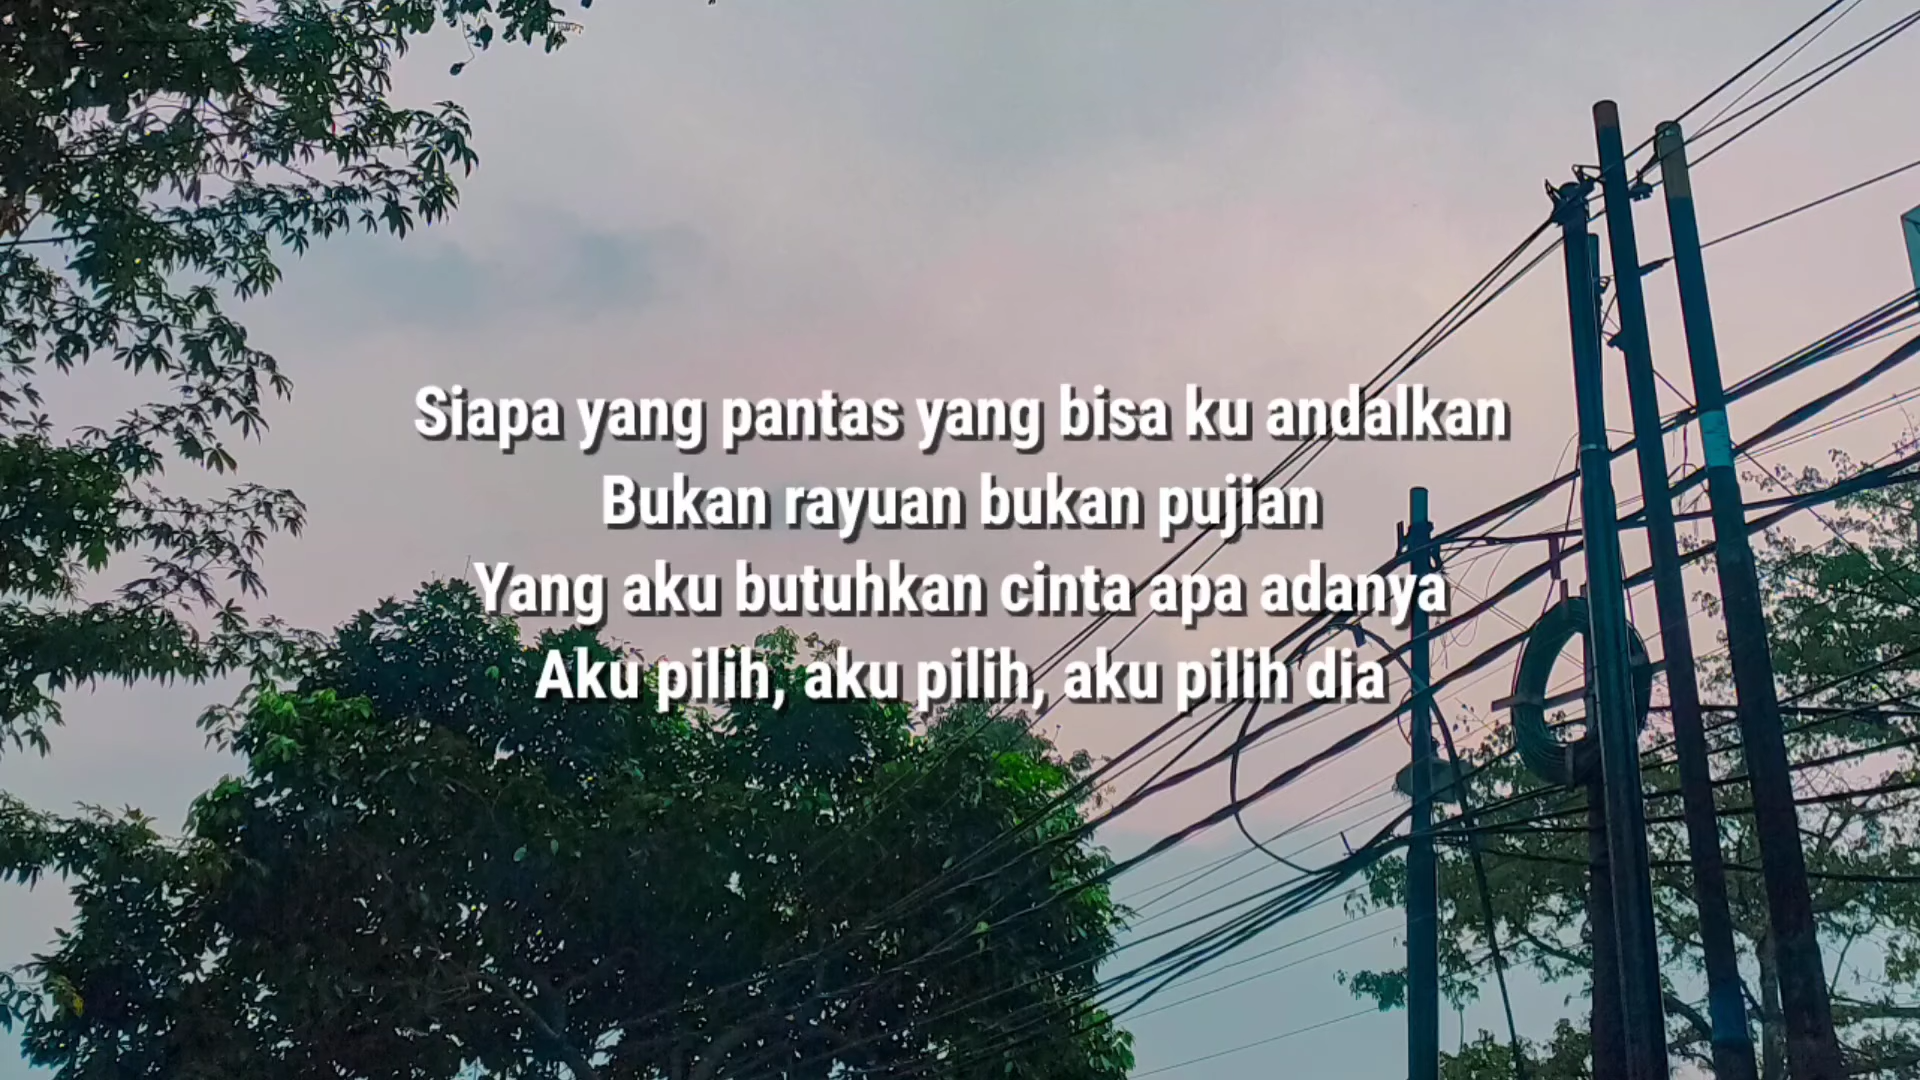 Siapa yang pantas yang bisa ku andalkan
Bukan rayuan bukan pujian
Yang aku butuhkan cinta apa adanya
Aku pilih, aku pilih, aku pilih dia